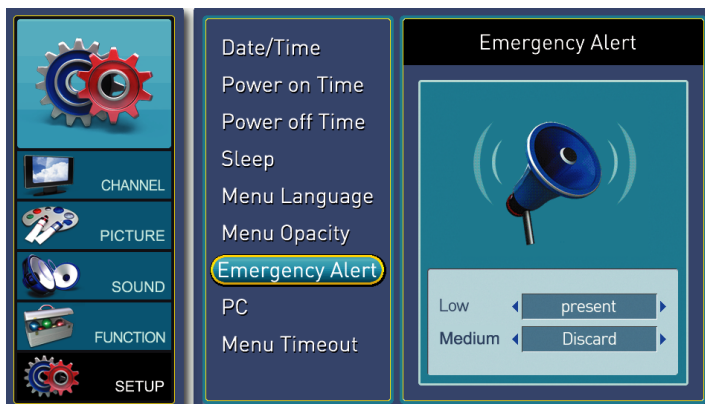 CHANNEL
PICTURE
SOUND
FUNCTION
SETUP
Date/Time
Power on Time
Power off Time
Sleep
Menu Language
Menu Opacity
Emergency Alert
PC
Menu Timeout
Emergency Alert
Low present
Medium Discard